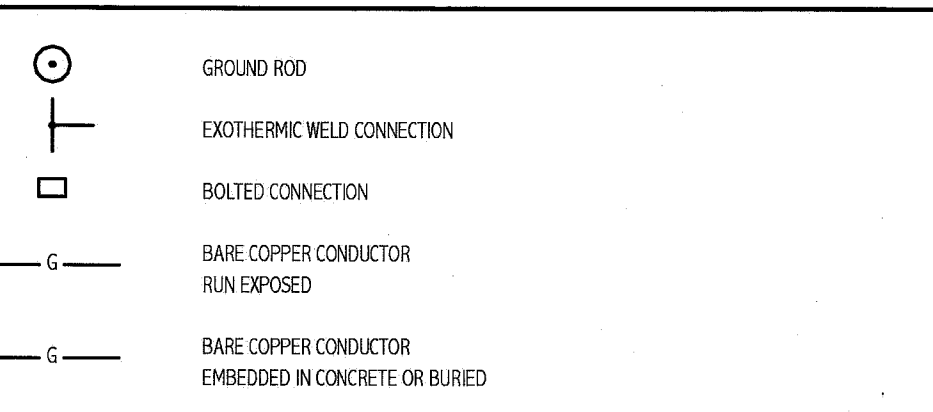 GROUND ROD
EXOTHERMIC WELD CONNECTION
BOLTED CONNECTION
G BARE COPPER CONDUCTOR
RUN EXPOSED
G BARE COPPER CONDUCTOR
EMBEDDED IN CONCRETE OR BURIED